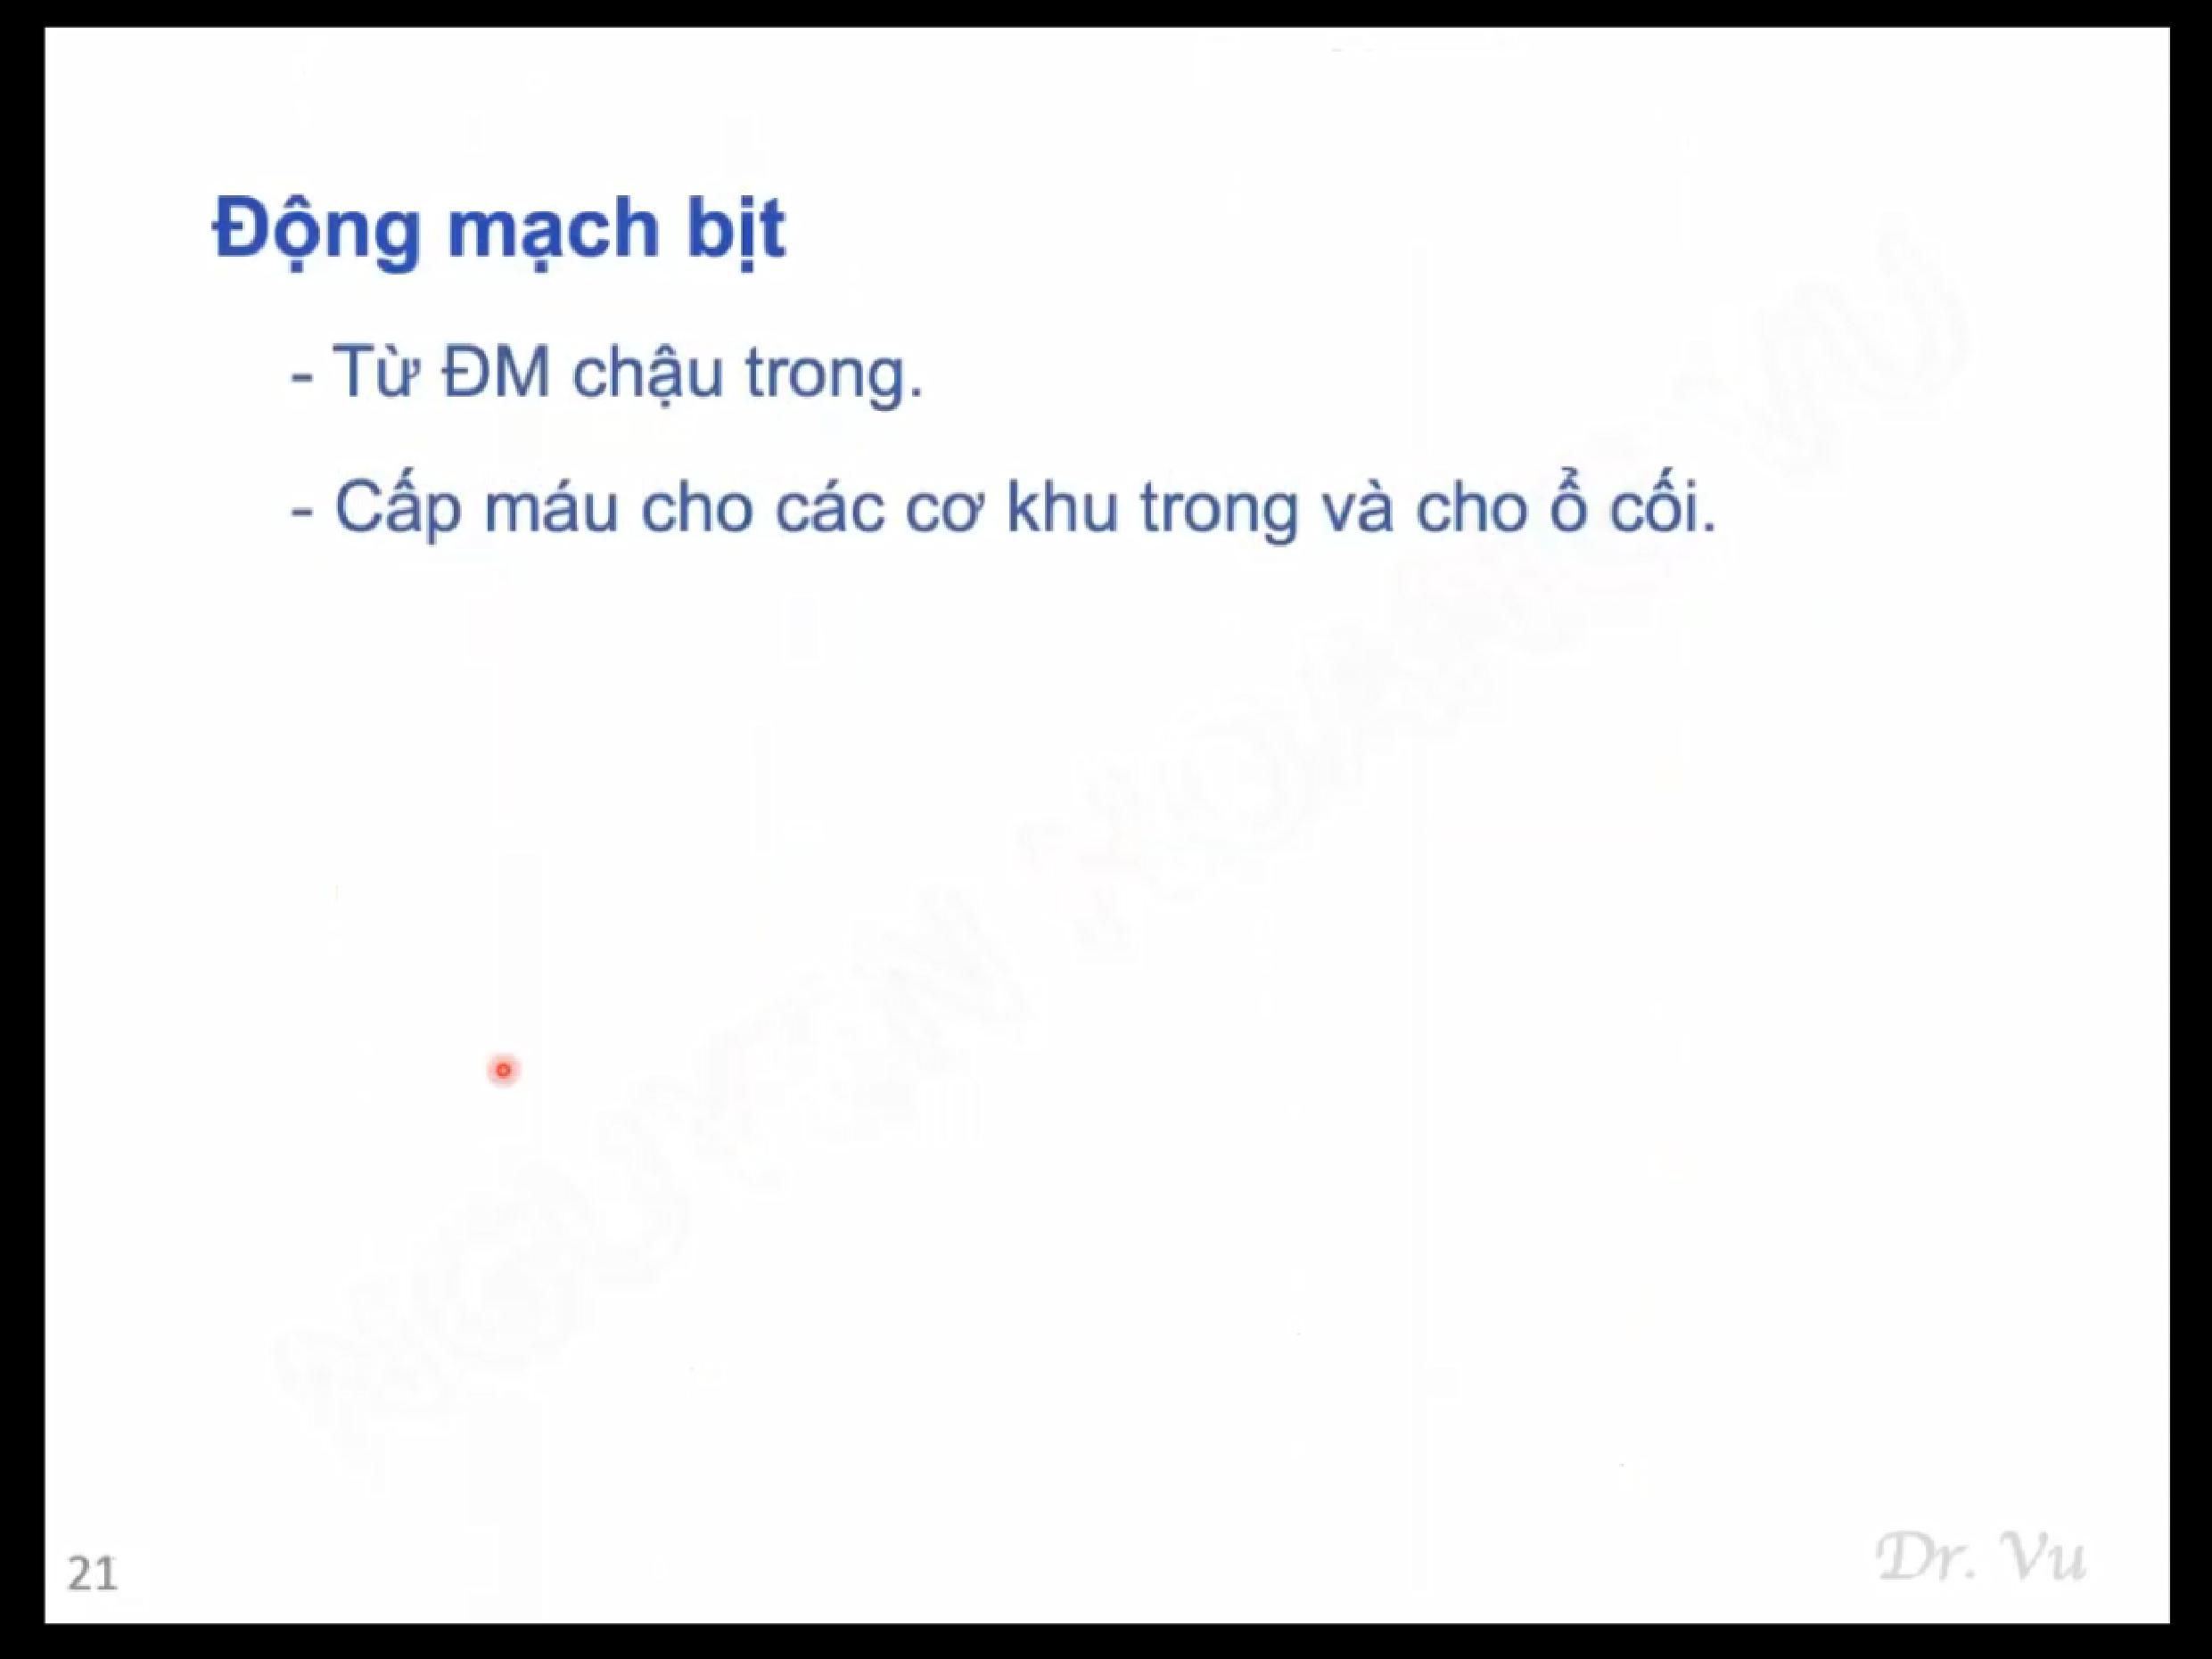 Động mạch bịt
- Từ ĐM chậu trong.
- Cấp máu cho các cơ khu trong và cho ổ cối.
21
Dr. Vu